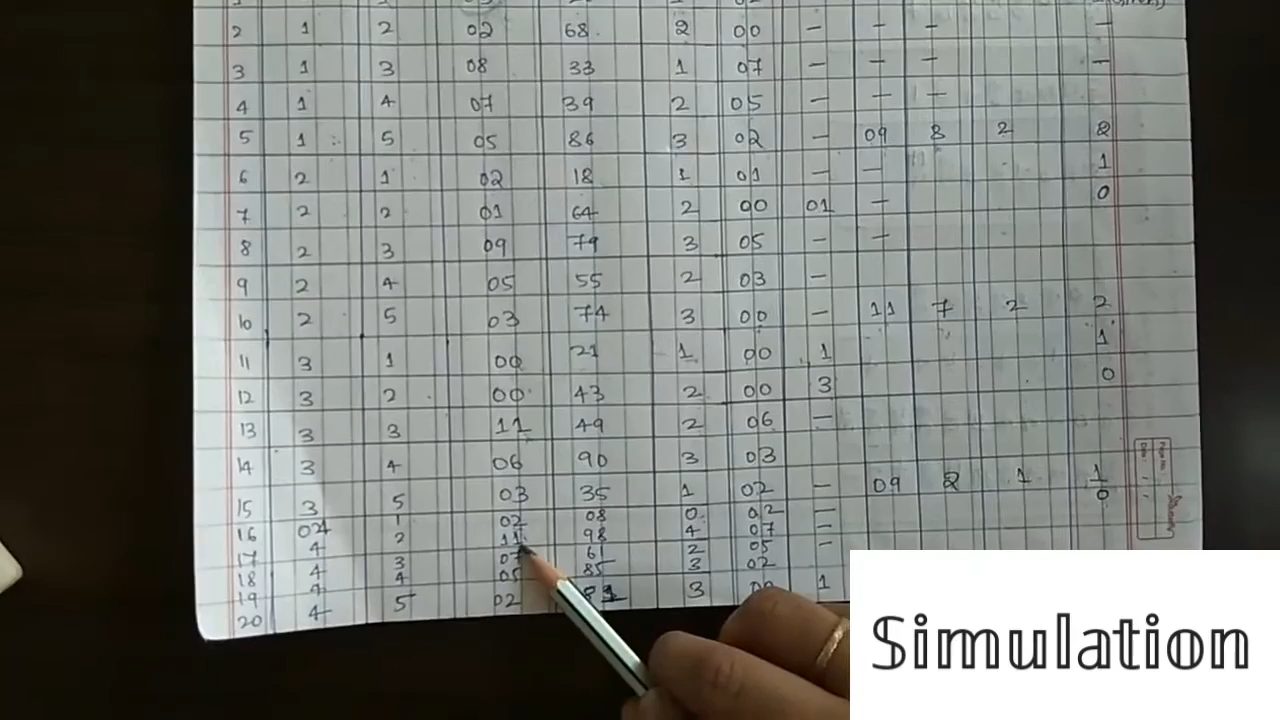 2 1 2 02 68 2 00 - - - -
3 1 3 08 33 1 07 - - - -
4 1 4 07 39 2 05 - - -
5 1 5 05 86 3 02 - 09 8 2 2
6 2 1 02 18 1 01 - - 1
7 2 2 01 64 2 00 01 - 0
8 2 3 09 79 3 05 - -
9 2 4 05 55 2 03 -
10 2 5 03 74 3 00 - 11 7 2 2
11 3 1 00 21 1 00 1 1
12 3 2 00 43 2 00 3 0
13 3 3 11 49 2 06 -
14 3 4 06 90 3 03
15 3 5 03 35 1 02 - 09 2 1 1
16 04 1 02 08 0 02 - 0
17 4 2 11 98 4 07 -
18 4 3 07 61 2 05 -
19 4 4 05 85 3 02
20 4 5 02 3 00 1
Simulation